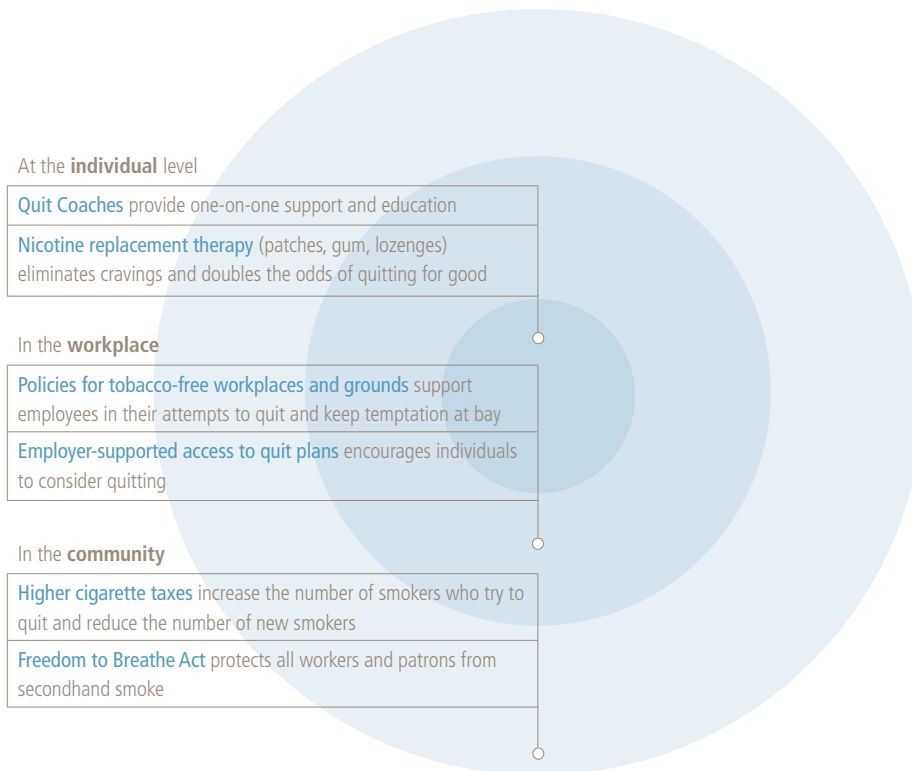 At the individual level
Quit Coaches provide one-on-one support and education
Nicotine replacement therapy (patches, gum, lozenges)
eliminates cravings and doubles the odds of quitting for good
In the workplace
Policies for tobacco-free workplaces and grounds support
employees in their attempts to quit and keep temptation at bay
Employer-supported access to quit plans encourages individuals
to consider quitting
In the community
Higher cigarette taxes increase the number of smokers who try to
quit and reduce the number of new smokers
Freedom to Breathe Act protects all workers and patrons from
secondhand smoke